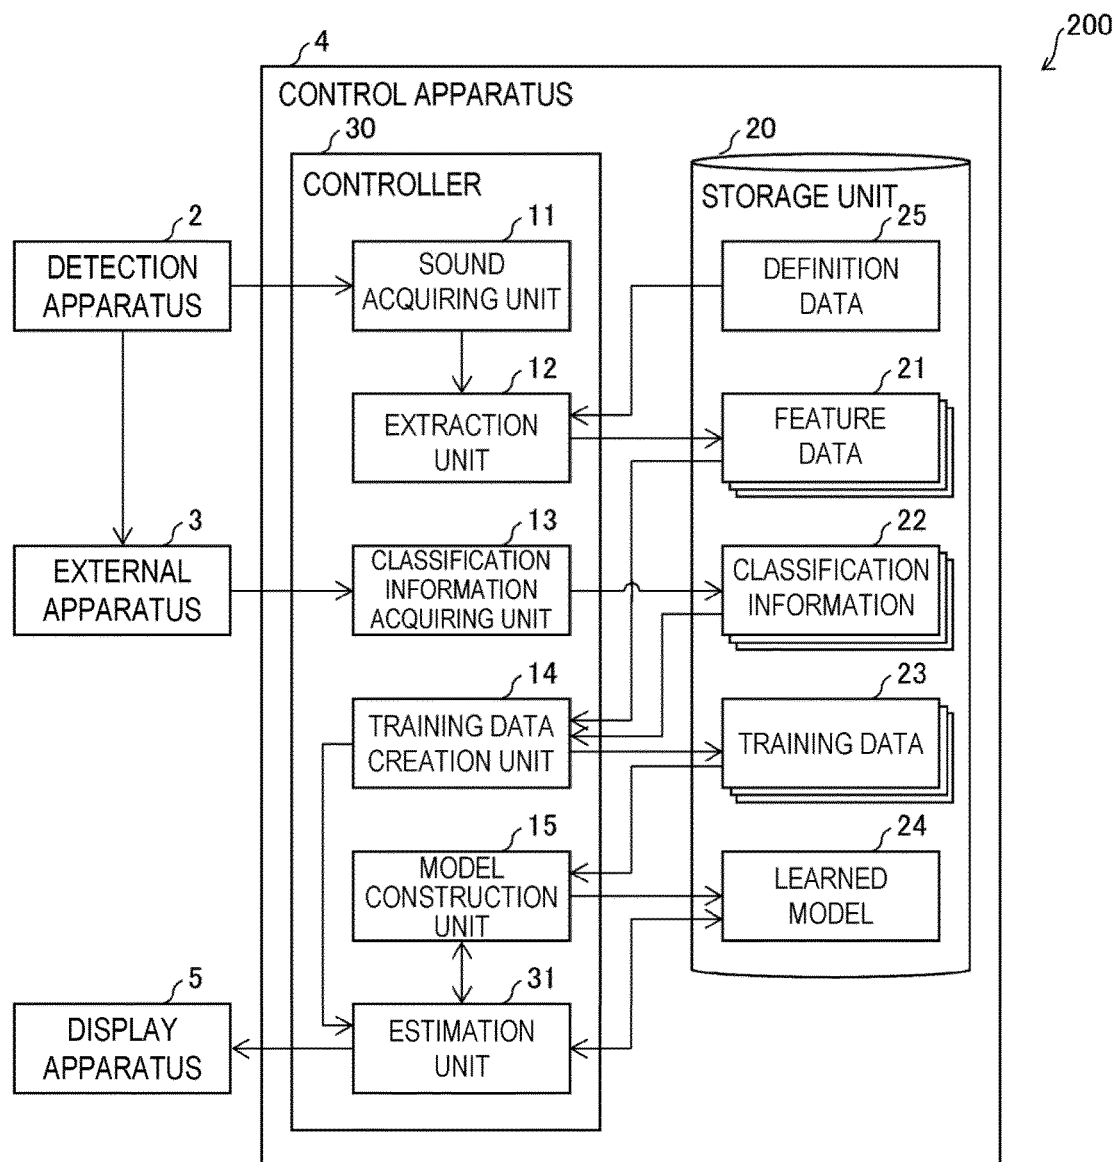 200
4
CONTROL APPARATUS
30
CONTROLLER
20
STORAGE UNIT
2
DETECTION
APPARATUS
11
SOUND
ACQUIRING UNIT
25
DEFINITION
DATA
12
EXTRACTION
UNIT
21
FEATURE
DATA
3
EXTERNAL
APPARATUS
13
CLASSIFICATION
INFORMATION
ACQUIRING UNIT
22
CLASSIFICATION
INFORMATION
14
TRAINING DATA
CREATION UNIT
23
TRAINING DATA
15
MODEL
CONSTRUCTION
UNIT
24
LEARNED
MODEL
5
DISPLAY
APPARATUS
31
ESTIMATION
UNIT